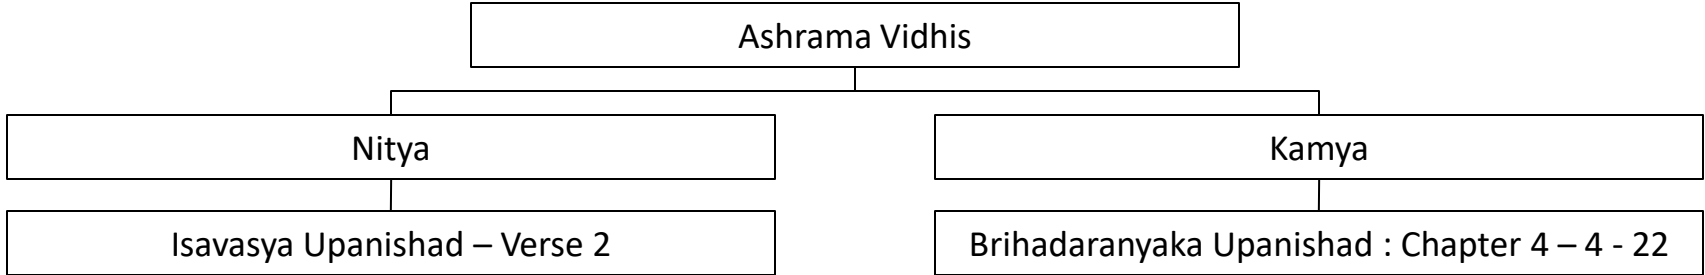 Ashrama Vidhis
Nitya
Kamya
Isavasya Upanishad – Verse 2
Brihadaranyaka Upanishad : Chapter 4 – 4 - 22